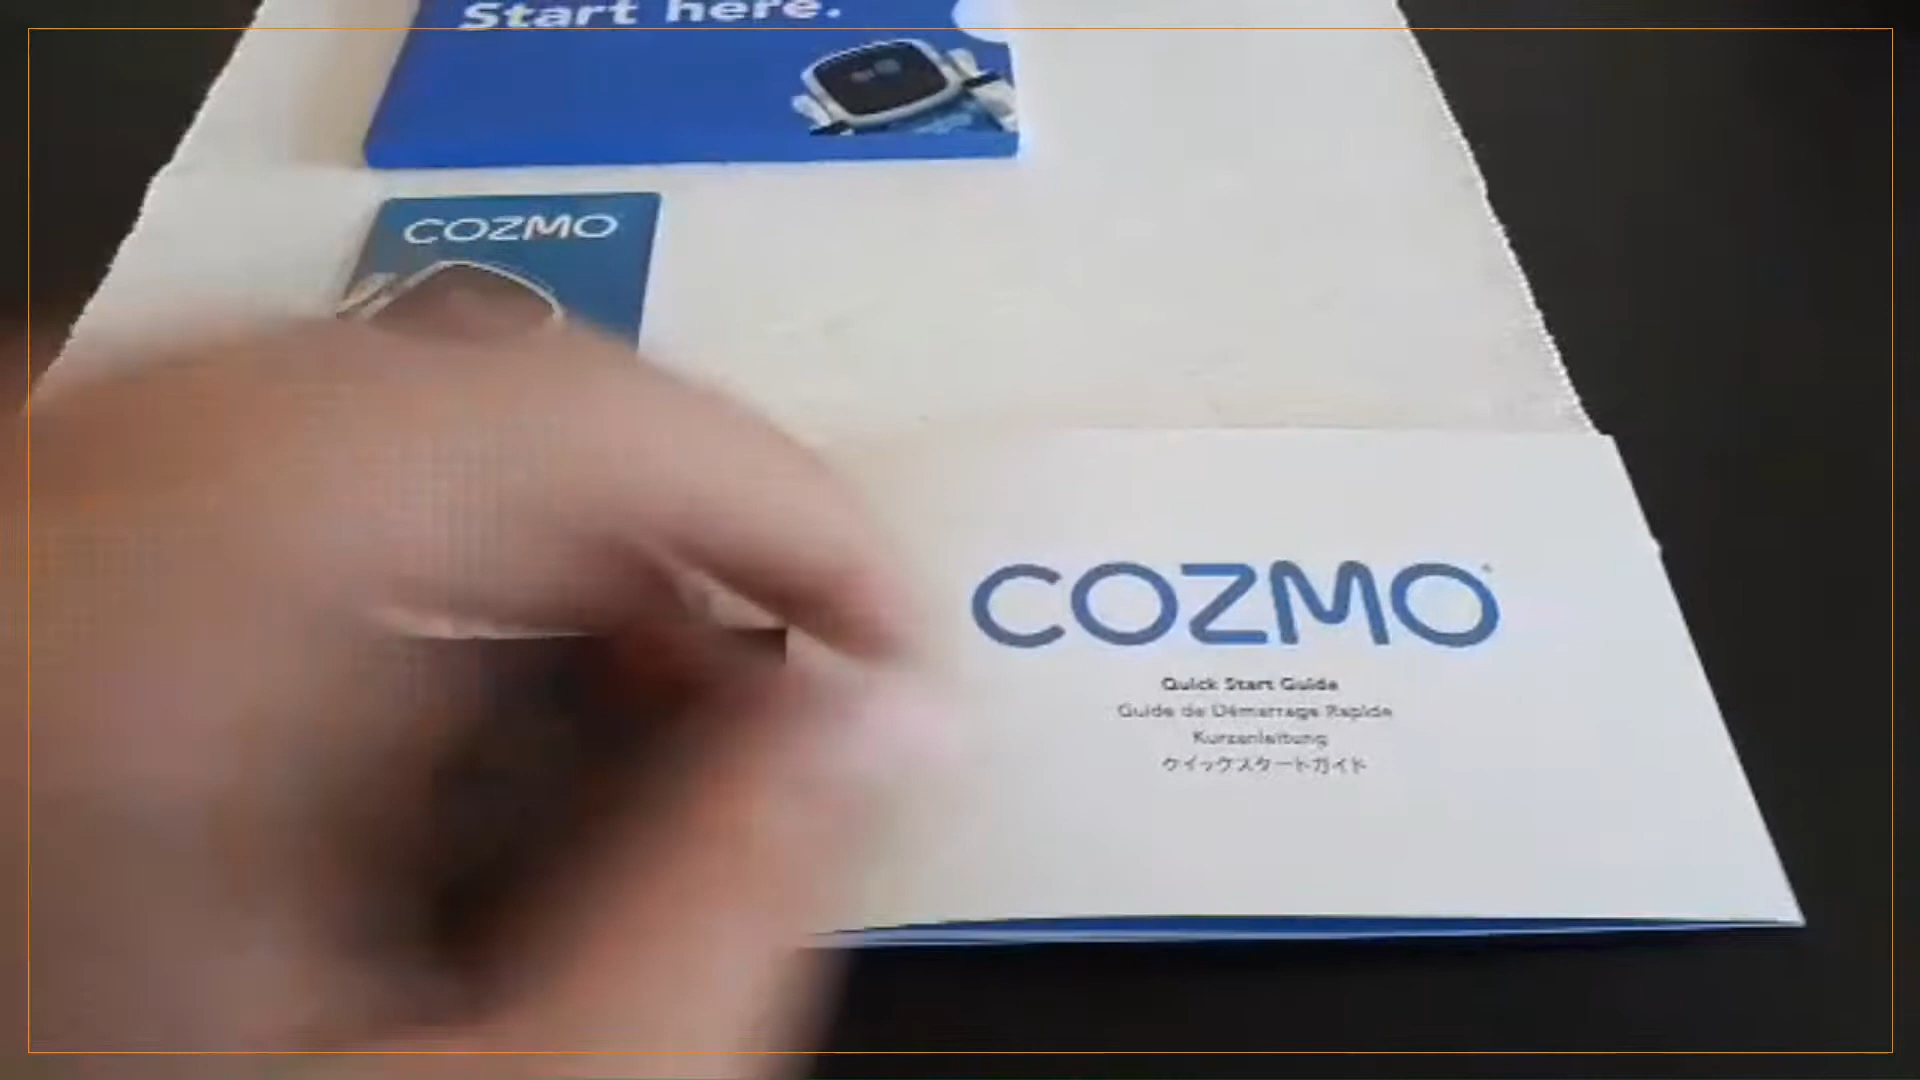 Start here.
COZMO
COZMO
Quick Start Guide
Guide de Démarrage Rapide
Kurzanleitung
クイックスタートガイド